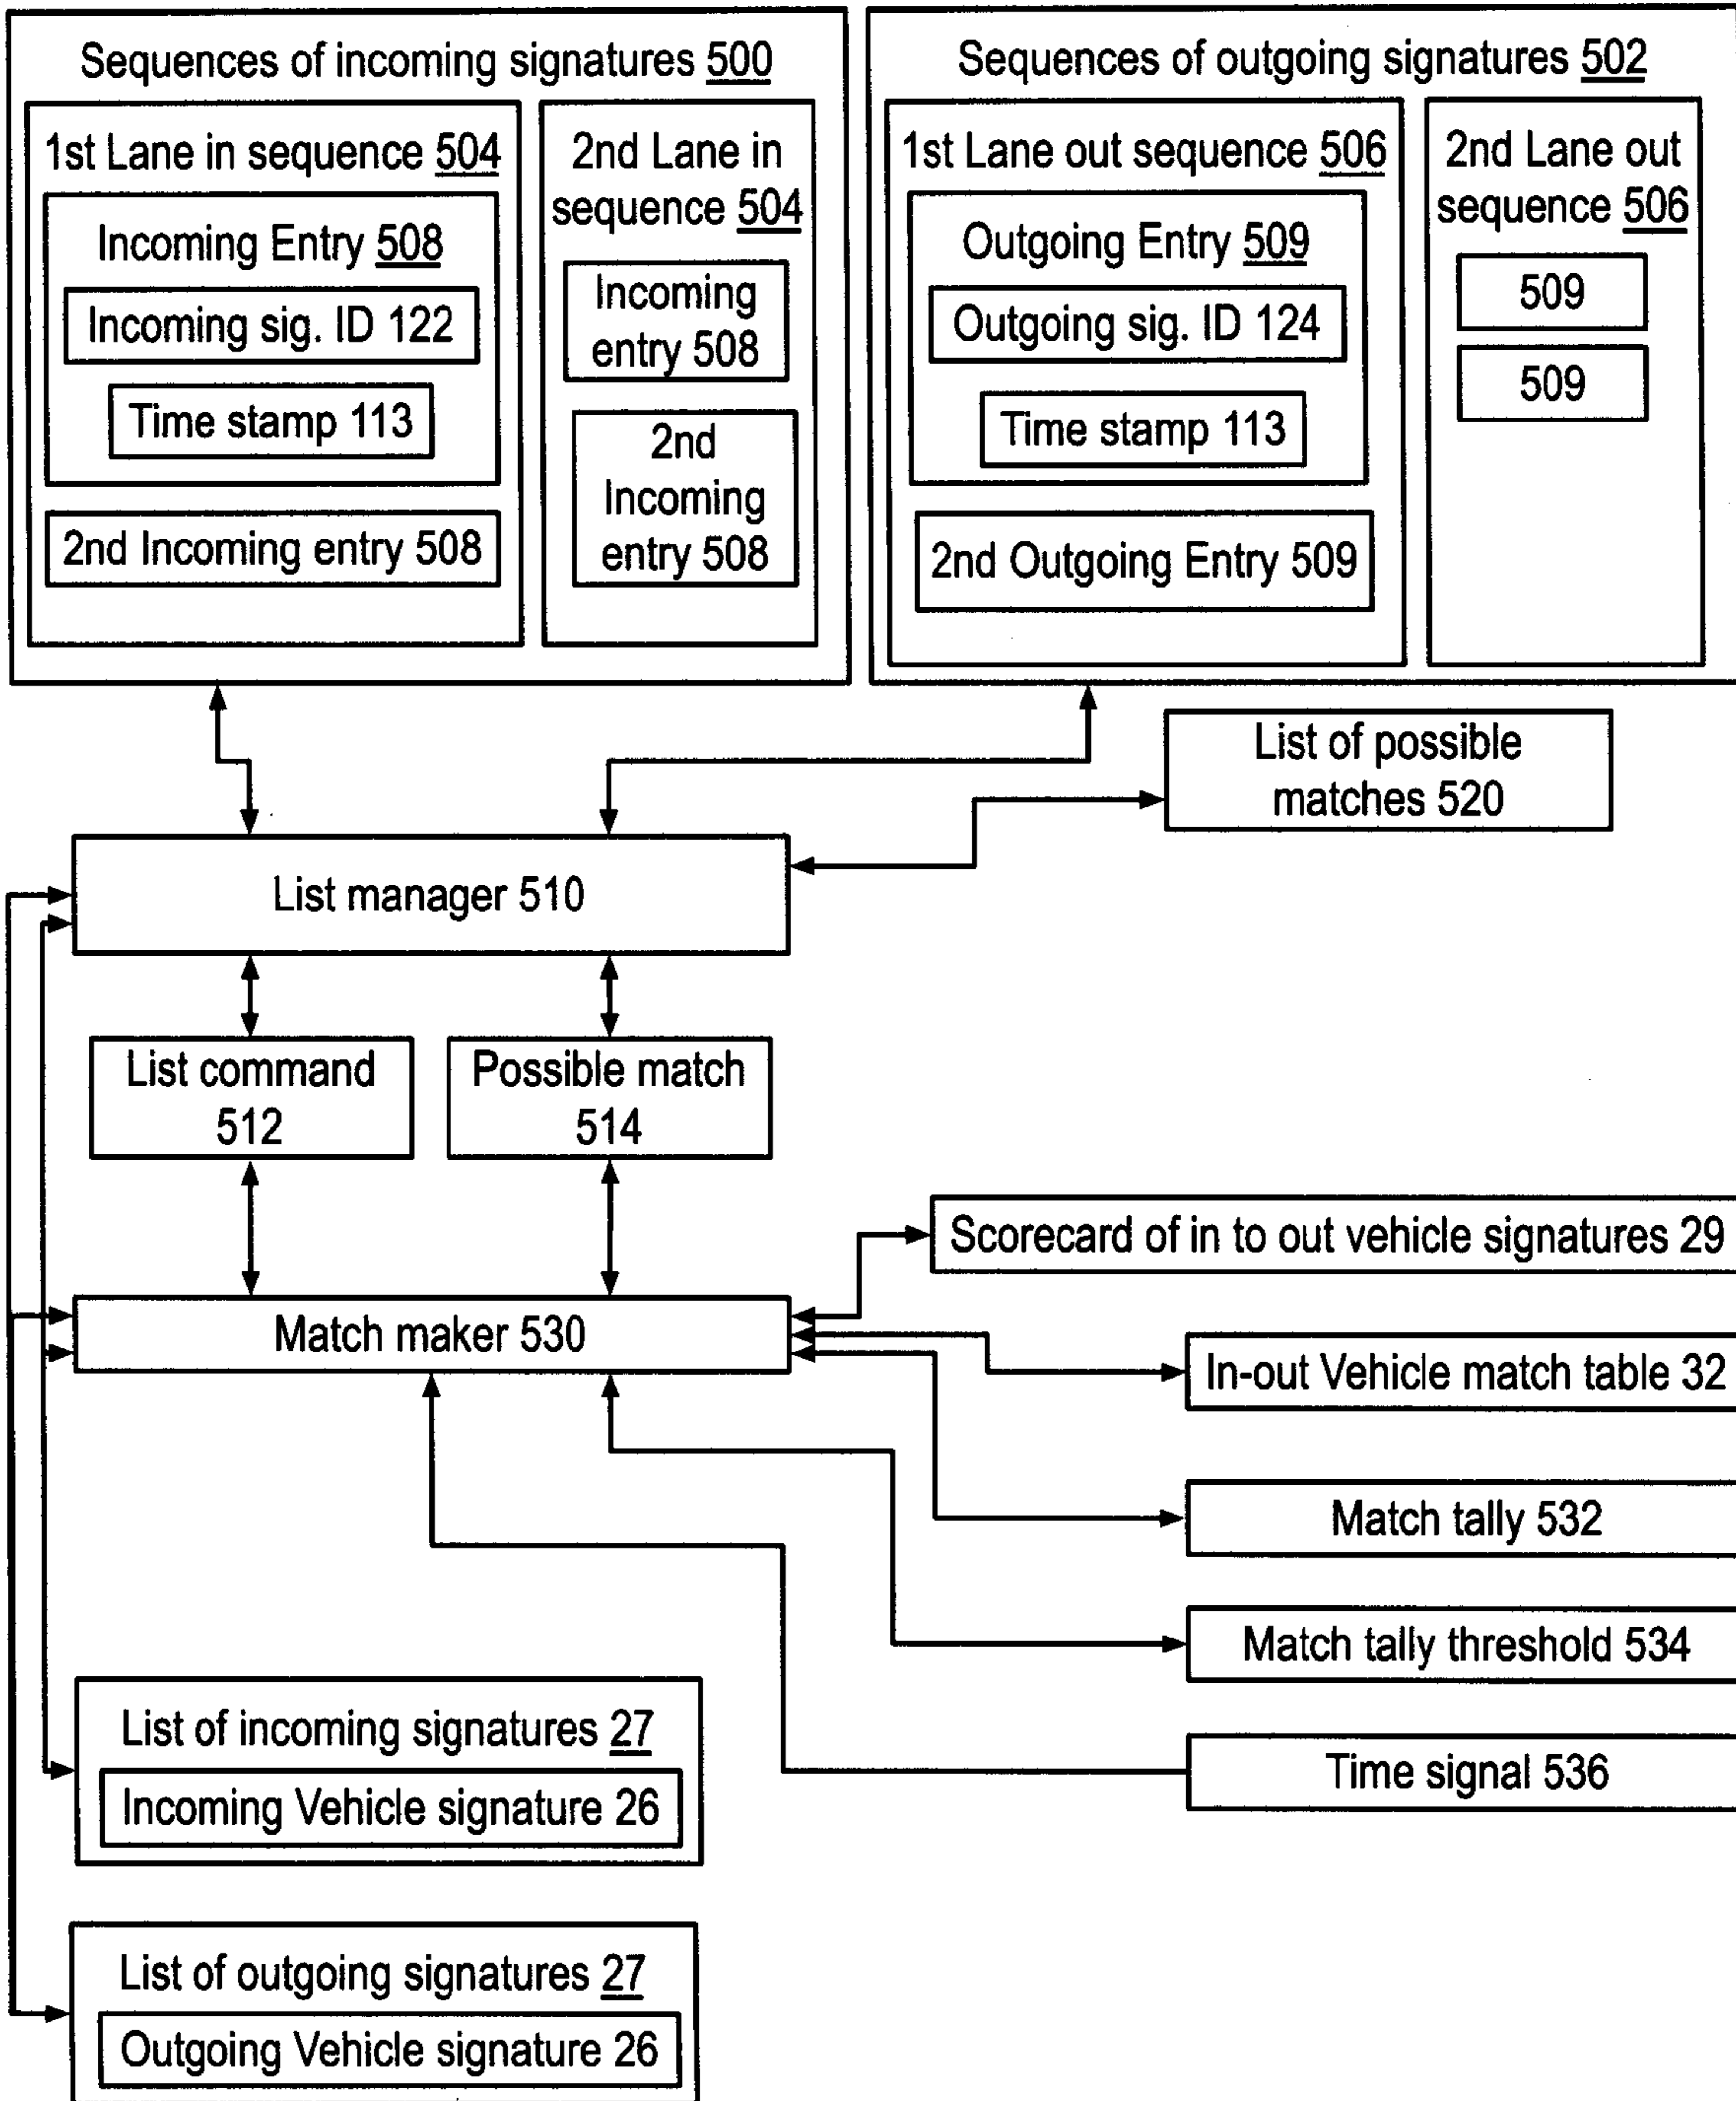 Sequences of incoming signatures 500
1st Lane in sequence 504
Incoming Entry 508
Incoming sig. ID 122
Time stamp 113
2nd Incoming entry 508
2nd Lane in
sequence 504
Incoming
entry 508
2nd
Incoming
entry 508
Sequences of outgoing signatures 502
1st Lane out sequence 506
Outgoing Entry 509
Outgoing sig. ID 124
Time stamp 113
2nd Outgoing Entry 509
2nd Lane out
sequence 506
509
509
List of possible
matches 520
List manager 510
List command
512
Possible match
514
Scorecard of in to out vehicle signatures 29
Match maker 530
In-out Vehicle match table 32
Match tally 532
Match tally threshold 534
Time signal 536
List of incoming signatures 27
Incoming Vehicle signature 26
List of outgoing signatures 27
Outgoing Vehicle signature 26